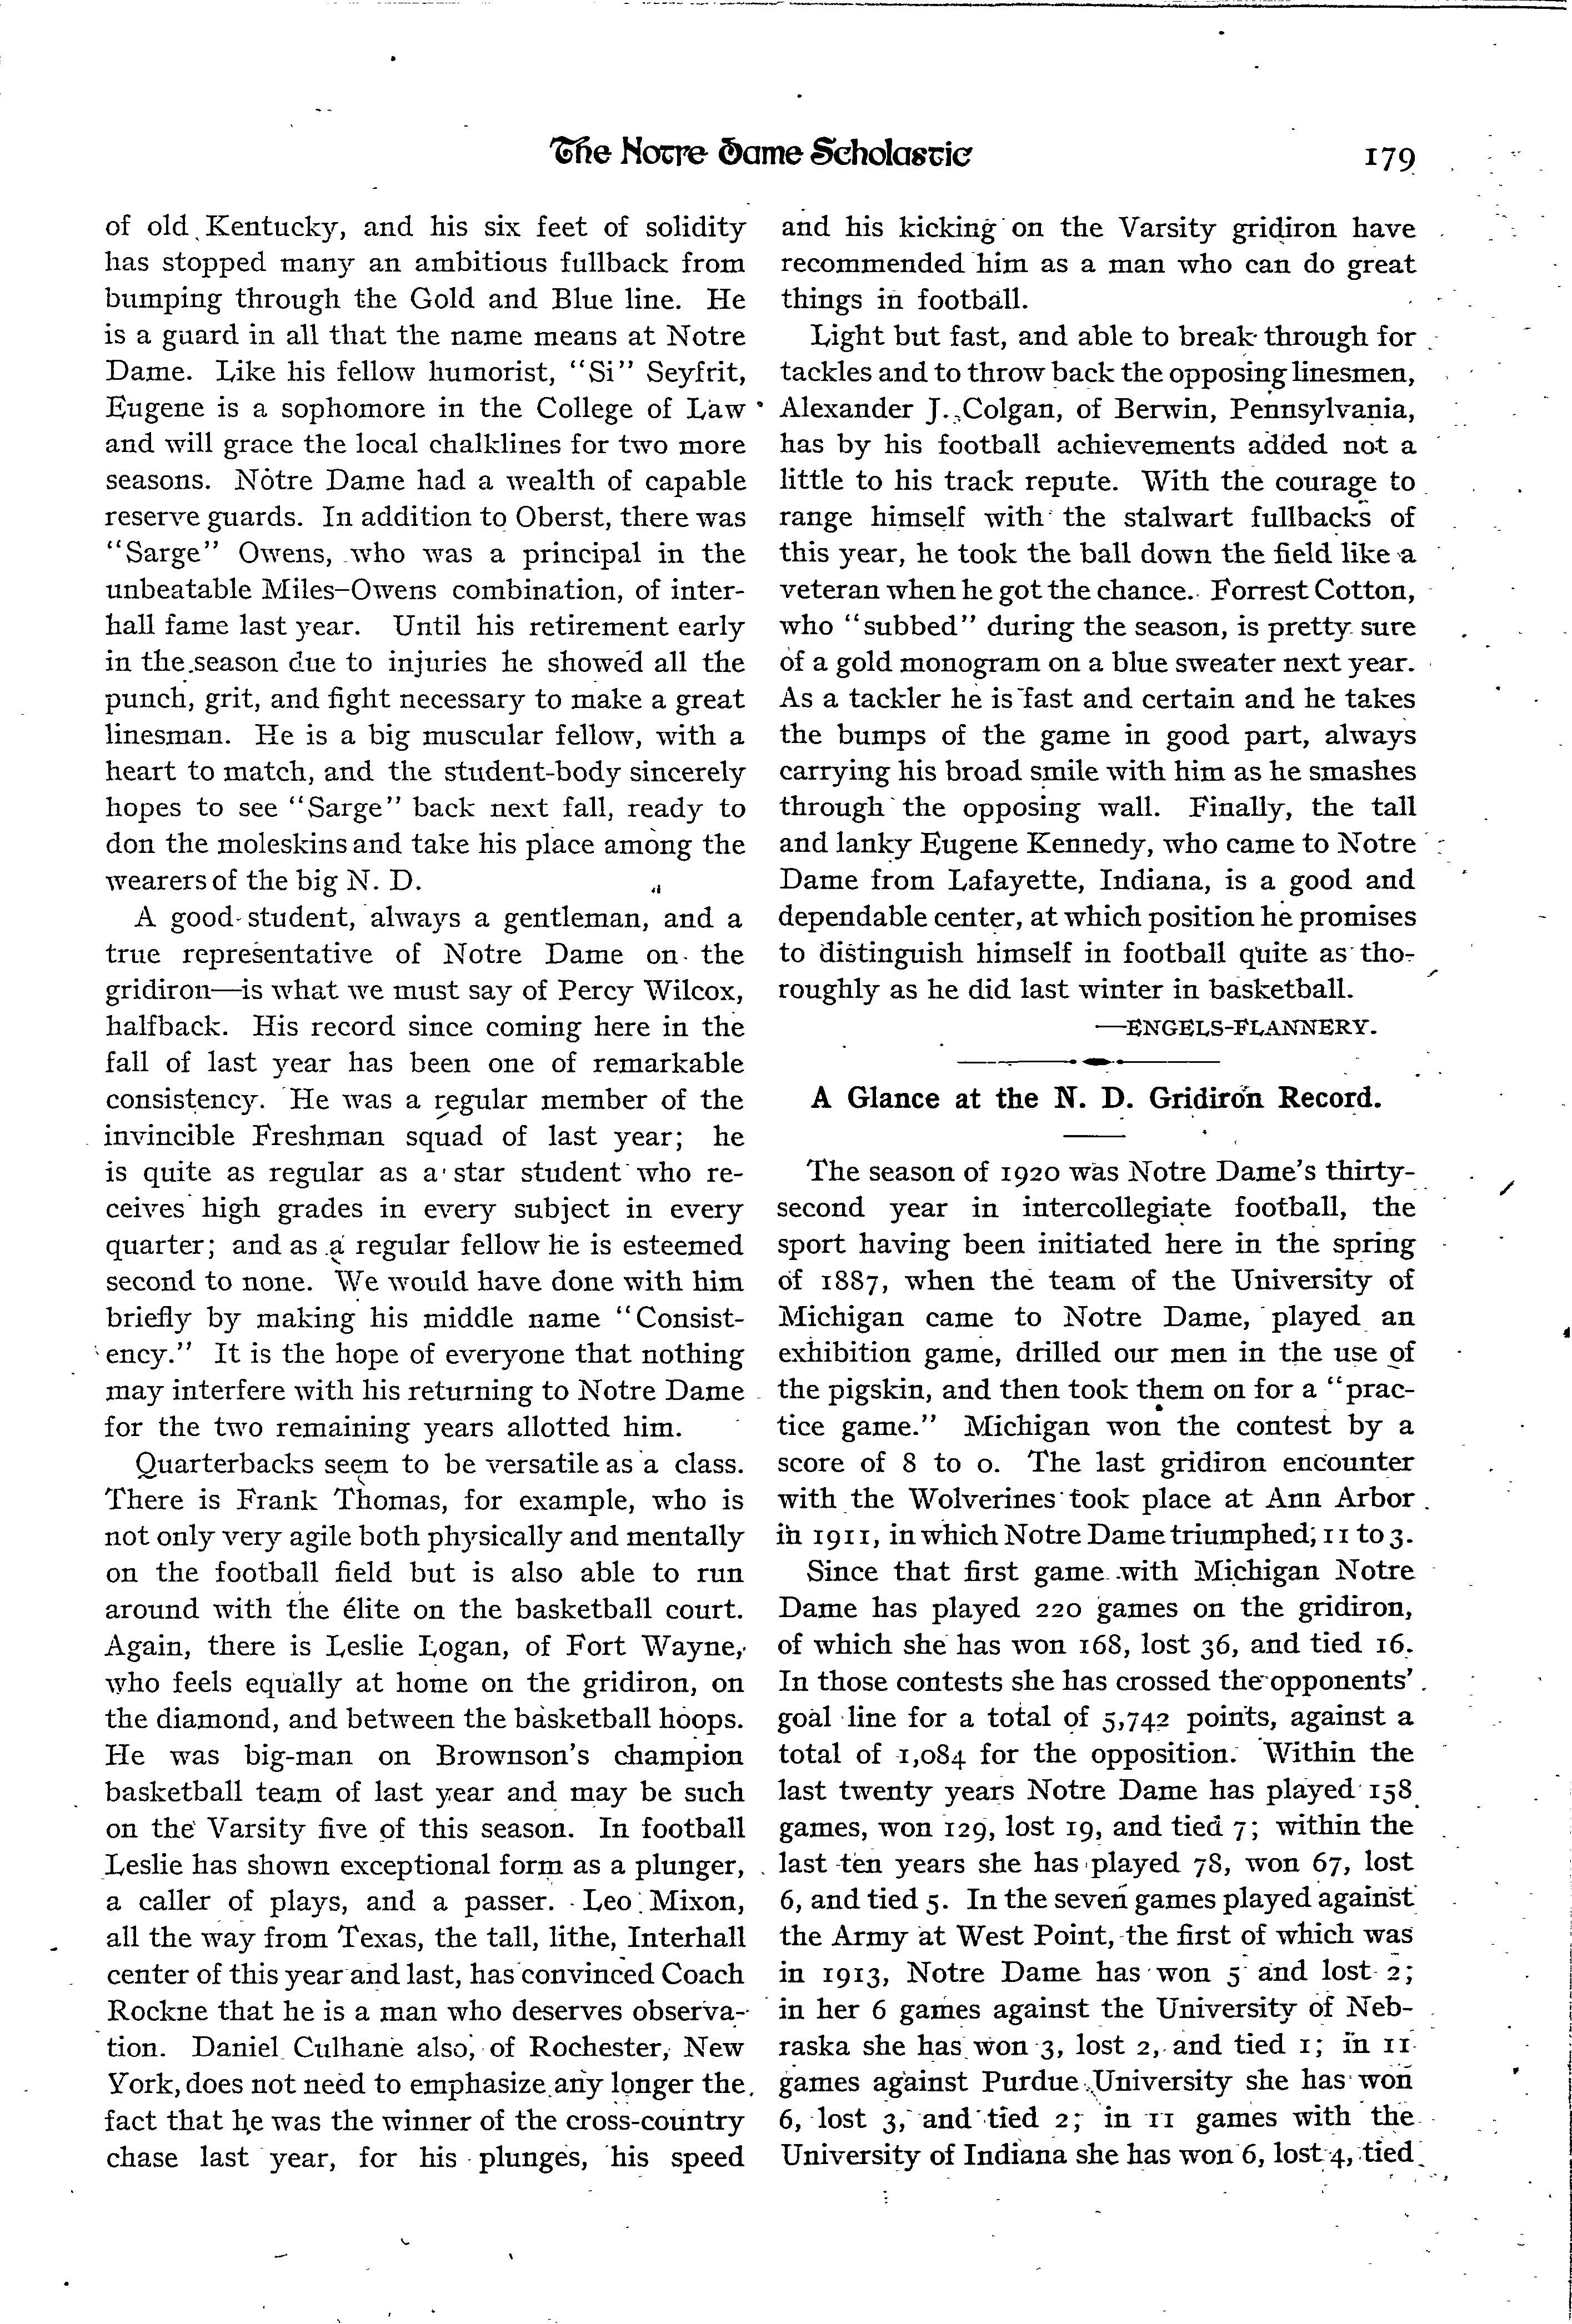 The Notre Dame Scholastic
179
of old Kentucky, and his six feet of solidity
has stopped many an ambitious fullback from
bumping through the Gold and Blue line. He
is a guard in all that the name means at Notre
Dame. Like his fellow humorist, "Si" Seyfrit,
Eugene is a sophomore in the College of Law
and will grace the local chalklines for two more
seasons. Notre Dame had a wealth of capable
reserve guards. In addition to Oberst, there was
"Sarge" Owens, who was a principal in the
unbeatable Miles–Owens combination, of inter-
hall fame last year. Until his retirement early
in the season due to injuries he showed all the
punch, grit, and fight necessary to make a great
linesman. He is a big muscular fellow, with a
heart to match, and the student-body sincerely
hopes to see "Sarge" back next fall, ready to
don the moleskins and take his place among the
wearers of the big N. D.
A good student, always a gentleman, and a
true representative of Notre Dame on the
gridiron—is what we must say of Percy Wilcox,
halfback. His record since coming here in the
fall of last year has been one of remarkable
consistency. He was a regular member of the
invincible Freshman squad of last year; he
is quite as regular as a star student who re-
ceives high grades in every subject in every
quarter; and as a regular fellow he is esteemed
second to none. We would have done with him
briefly by making his middle name "Consist-
ency." It is the hope of everyone that nothing
may interfere with his returning to Notre Dame
for the two remaining years allotted him.
Quarterbacks seem to be versatile as a class.
There is Frank Thomas, for example, who is
not only very agile both physically and mentally
on the football field but is also able to run
around with the élite on the basketball court.
Again, there is Leslie Logan, of Fort Wayne,
who feels equally at home on the gridiron, on
the diamond, and between the basketball hoops.
He was big-man on Brownson's champion
basketball team of last year and may be such
on the Varsity five of this season. In football
Leslie has shown exceptional form as a plunger,
a caller of plays, and a passer. Leo Mixon,
all the way from Texas, the tall, lithe, Interhall
center of this year and last, has convinced Coach
Rockne that he is a man who deserves observa-
tion. Daniel Culhane also, of Rochester, New
York, does not need to emphasize any longer the
fact that he was the winner of the cross-country
chase last year, for his plunges, his speed
and his kicking on the Varsity gridiron have
recommended him as a man who can do great
things in football.
Light but fast, and able to break through for
tackles and to throw back the opposing linesmen,
Alexander J. Colgan, of Berwin, Pennsylvania,
has by his football achievements added not a
little to his track repute. With the courage to
range himself with the stalwart fullbacks of
this year, he took the ball down the field like a
veteran when he got the chance. Forrest Cotton,
who "subbed" during the season, is pretty sure
of a gold monogram on a blue sweater next year.
As a tackler he is fast and certain and he takes
the bumps of the game in good part, always
carrying his broad smile with him as he smashes
through the opposing wall. Finally, the tall
and lanky Eugene Kennedy, who came to Notre
Dame from Lafayette, Indiana, is a good and
dependable center, at which position he promises
to distinguish himself in football quite as tho-
roughly as he did last winter in basketball.
—ENGELS-FLANNERY.
A Glance at the N. D. Gridiron Record.
The season of 1920 was Notre Dame's thirty-
second year in intercollegiate football, the
sport having been initiated here in the spring
of 1887, when the team of the University of
Michigan came to Notre Dame, played an
exhibition game, drilled our men in the use of
the pigskin, and then took them on for a "prac-
tice game." Michigan won the contest by a
score of 8 to 0. The last gridiron encounter
with the Wolverines took place at Ann Arbor
in 1911, in which Notre Dame triumphed, 11 to 3.
Since that first game with Michigan Notre
Dame has played 220 games on the gridiron,
of which she has won 168, lost 36, and tied 16.
In those contests she has crossed the opponents'
goal line for a total of 5,742 points, against a
total of 1,084 for the opposition. Within the
last twenty years Notre Dame has played 158
games, won 129, lost 19, and tied 7; within the
last ten years she has played 78, won 67, lost
6, and tied 5. In the seven games played against
the Army at West Point, the first of which was
in 1913, Notre Dame has won 5 and lost 2;
in her 6 games against the University of Neb-
raska she has won 3, lost 2, and tied 1; in 11
games against Purdue University she has won
6, lost 3, and tied 2; in 11 games with the
University of Indiana she has won 6, lost 4, tied